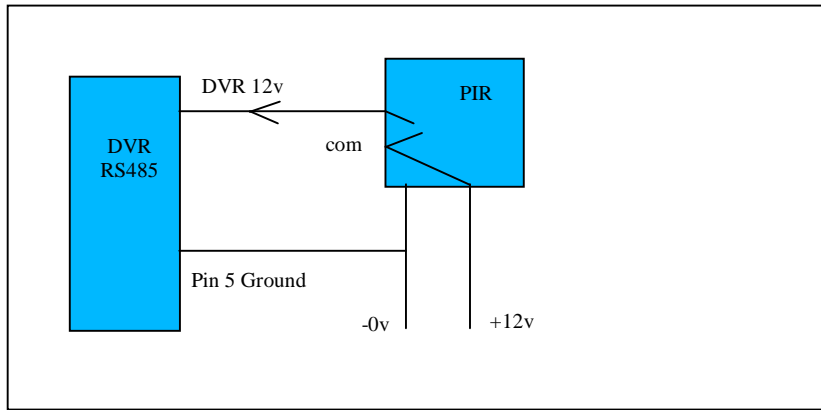 DVR 12v
PIR
com
DVR
RS485
Pin 5 Ground
-0v
+12v